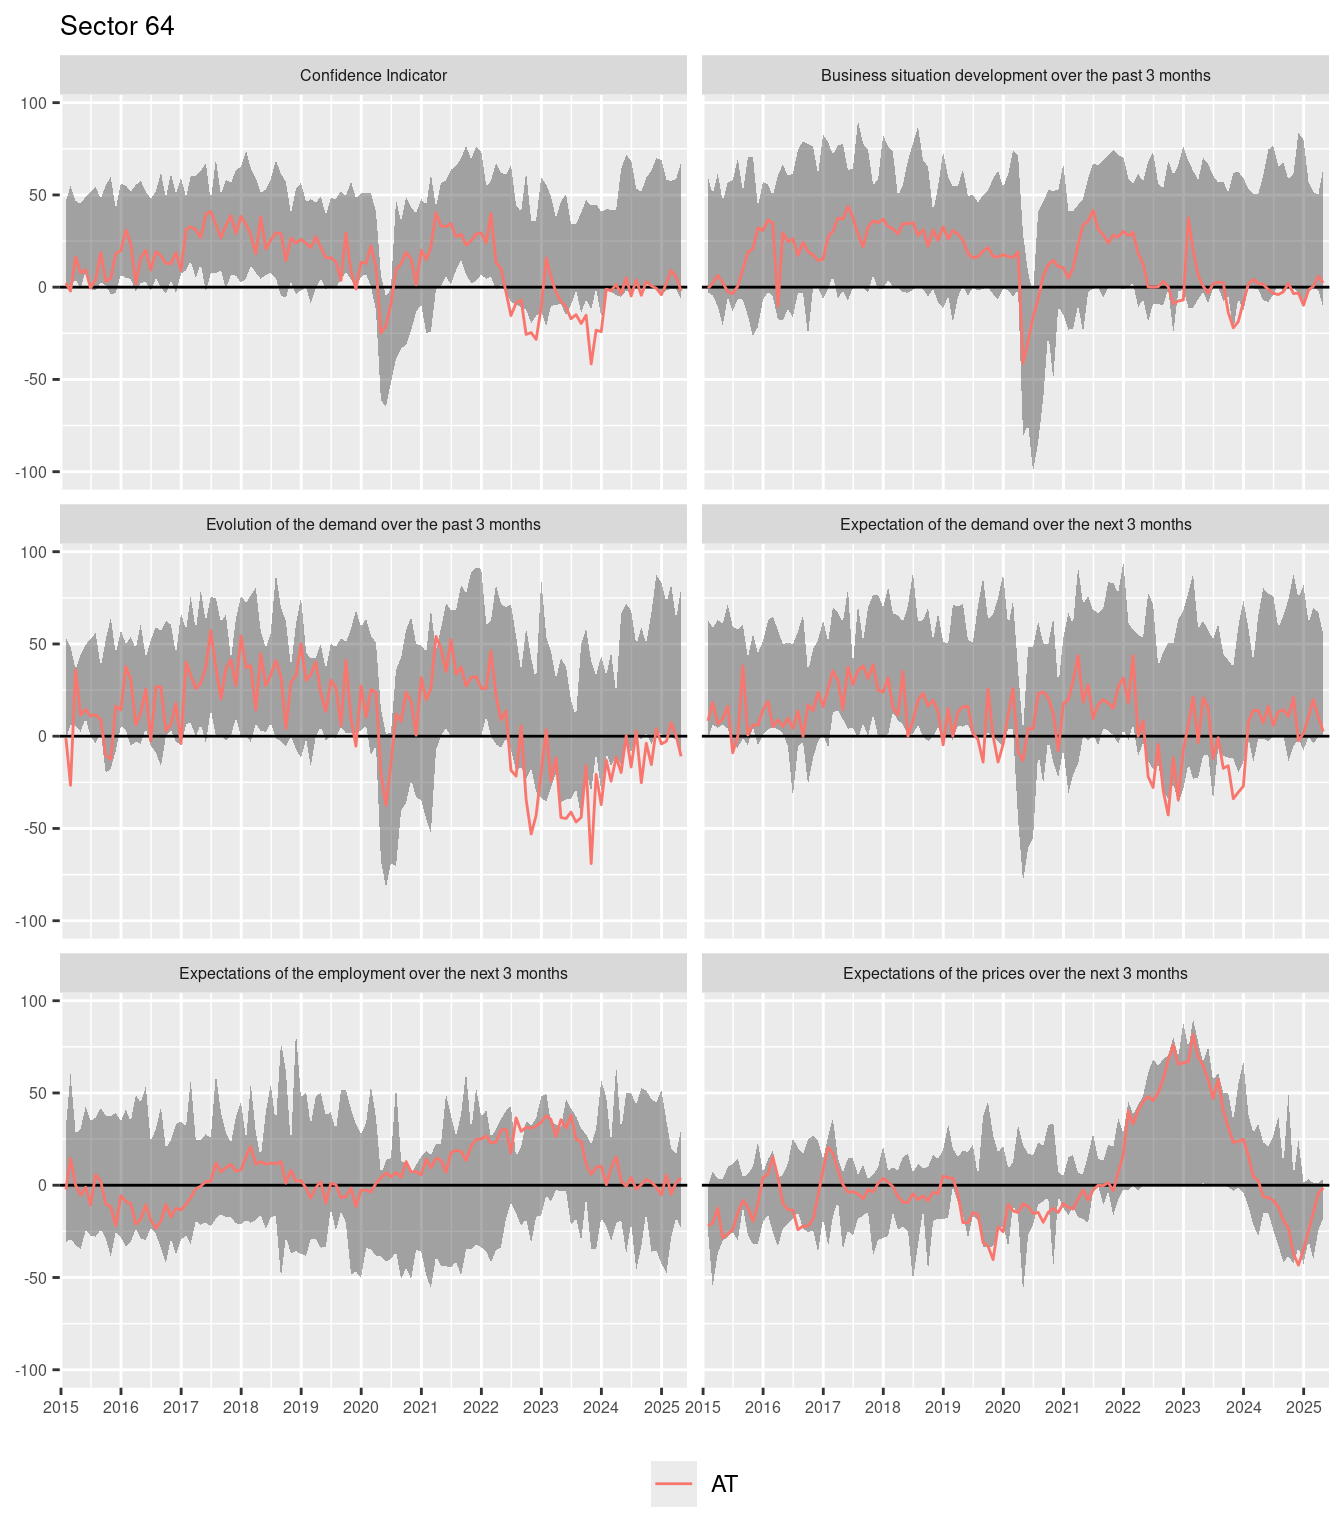 Sector 64
Confidence Indicator
Business situation development over the past 3 months
100
50
0
-50
-100
Evolution of the demand over the past 3 months
Expectation of the demand over the next 3 months
100
50
0
-50
-100
Expectations of the employment over the next 3 months
Expectations of the prices over the next 3 months
100
50
0
-50
-100
2015 2016 2017 2018 2019 2020 2021 2022 2023 2024 2025
2015 2016 2017 2018 2019 2020 2021 2022 2023 2024 2025
AT